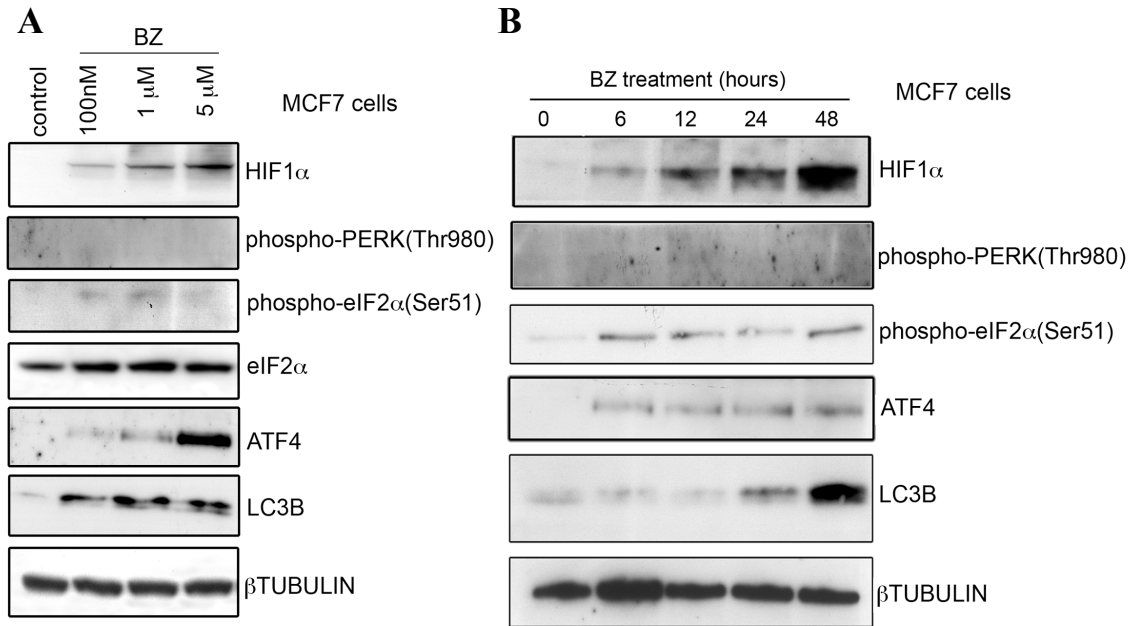 A
BZ
control
100nM
1 μM
5 μM
MCF7 cells
HIF1α
phospho-PERK(Thr980)
phospho-eIF2α(Ser51)
eIF2α
ATF4
LC3B
βTUBULIN
B
BZ treatment (hours)
MCF7 cells
0 6 12 24 48
HIF1α
phospho-PERK(Thr980)
phospho-eIF2α(Ser51)
ATF4
LC3B
βTUBULIN